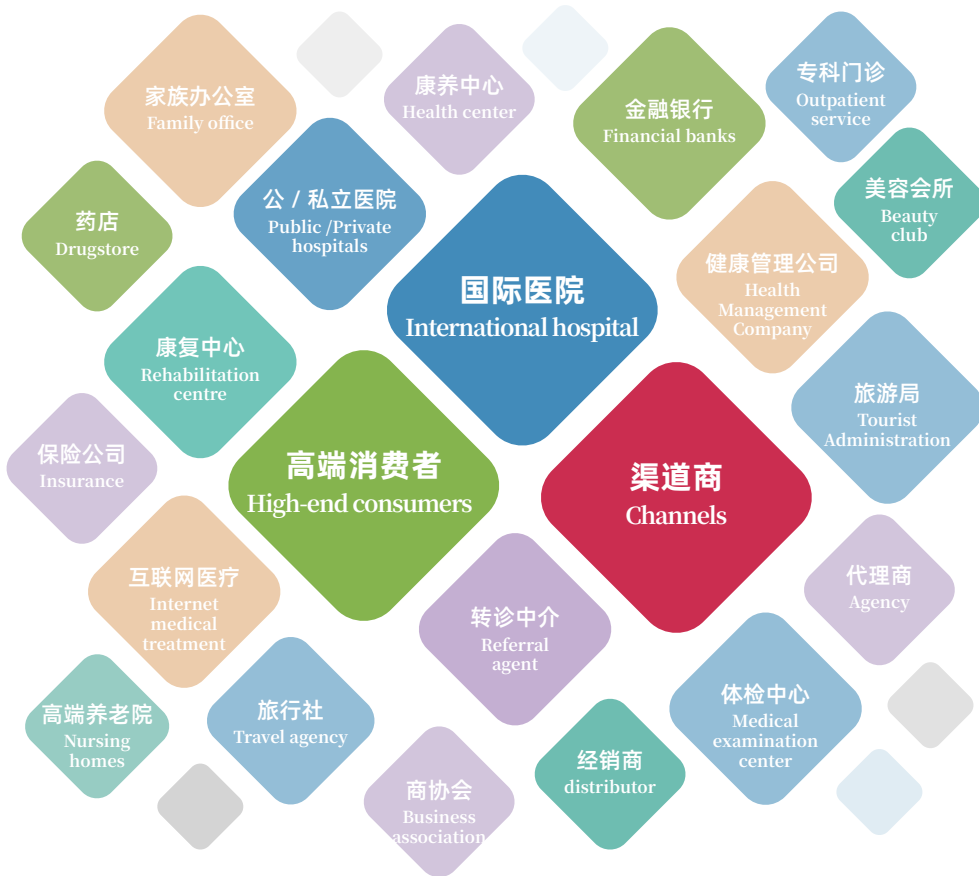 家族办公室
Family office
康养中心
Health center
金融银行
Financial banks
专科门诊
Outpatient
service
药店
Drugstore
公 / 私立医院
Public /Private
hospitals
美容会所
Beauty
club
国际医院
International hospital
健康管理公司
Health
Management
Company
康复中心
Rehabilitation
centre
旅游局
Tourist
Administration
保险公司
Insurance
高端消费者
High-end consumers
渠道商
Channels
互联网医疗
Internet
medical
treatment
转诊中介
Referral
agent
代理商
Agency
高端养老院
Nursing
homes
旅行社
Travel agency
体检中心
Medical
examination
center
商协会
Business
association
经销商
distributor